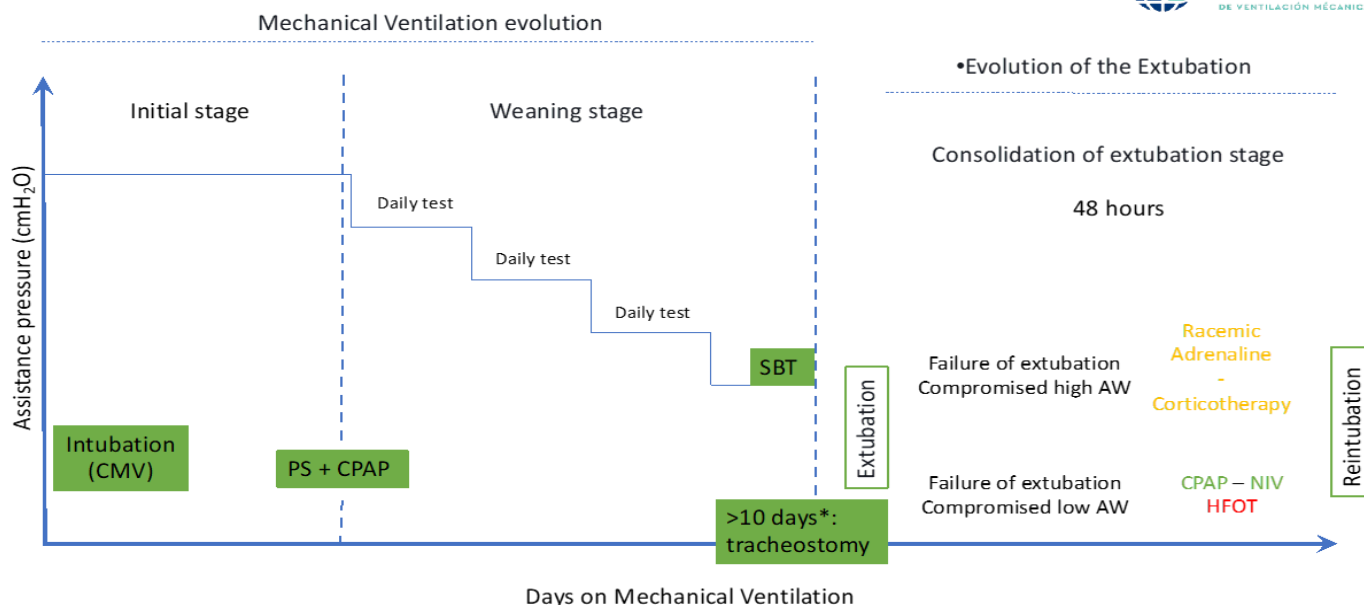 DE VENTILACIÓN MÉCANIC
Mechanical Ventilation evolution
•Evolution of the Extubation
Initial stage
Weaning stage
Consolidation of extubation stage
48 hours
Assistance pressure (cmH₂O)
Daily test
Daily test
Daily test
SBT
Intubation
(CMV)
PS + CPAP
>10 days*:
tracheostomy
Extubation
Failure of extubation
Compromised high AW
Racemic
Adrenaline
-
Corticotherapy
Failure of extubation
Compromised low AW
CPAP – NIV
HFOT
Reintubation
Days on Mechanical Ventilation